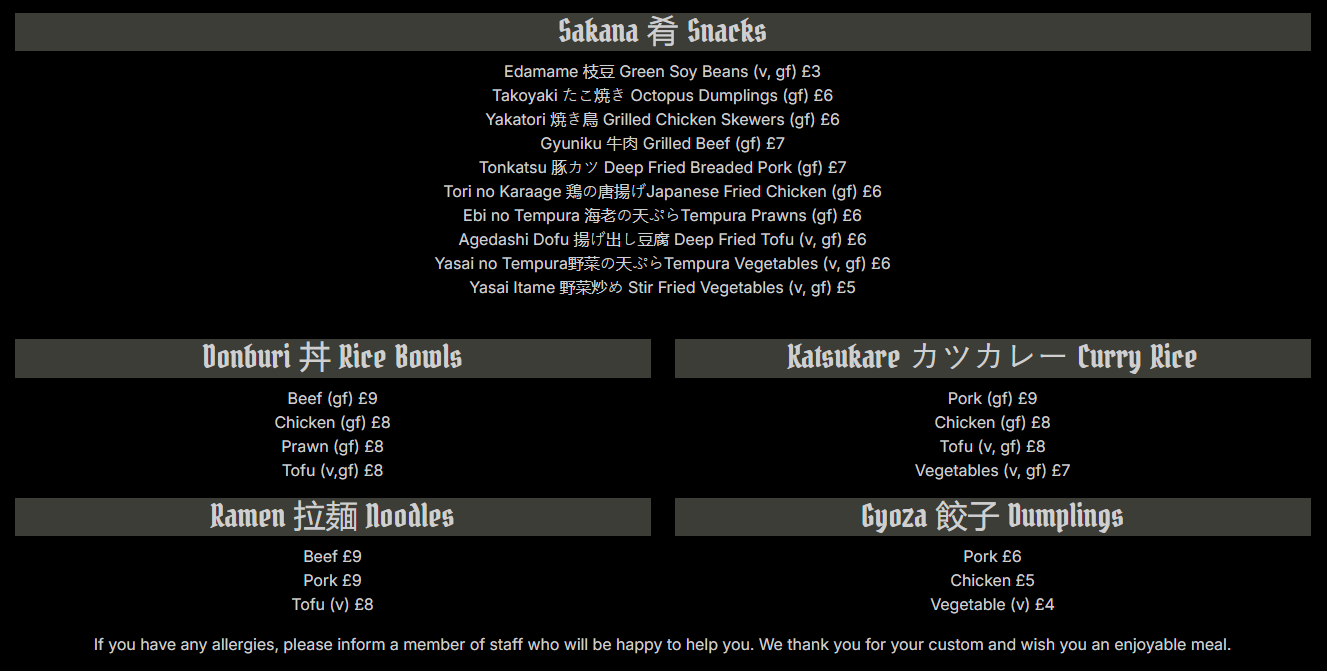 Sakana 肴 Snacks
Edamame 枝豆 Green Soy Beans (v, gf) £3
Takoyaki たこ焼き Octopus Dumplings (gf) £6
Yakatori 焼き鳥 Grilled Chicken Skewers (gf) £6
Gyuniku 牛肉 Grilled Beef (gf) £7
Tonkatsu 豚カツ Deep Fried Breaded Pork (gf) £7
Tori no Karaage 鶏の唐揚げJapanese Fried Chicken (gf) £6
Ebi no Tempura 海老の天ぷらTempura Prawns (gf) £6
Agedashi Dofu 揚げ出し豆腐 Deep Fried Tofu (v, gf) £6
Yasai no Tempura野菜の天ぷらTempura Vegetables (v, gf) £6
Yasai Itame 野菜炒め Stir Fried Vegetables (v, gf) £5
Donburi 丼 Rice Bowls
Beef (gf) £9
Chicken (gf) £8
Prawn (gf) £8
Tofu (v,gf) £8
Katsukare カツカレー Curry Rice
Pork (gf) £9
Chicken (gf) £8
Tofu (v, gf) £8
Vegetables (v, gf) £7
Ramen 拉麺 Noodles
Beef £9
Pork £9
Tofu (v) £8
Gyoza 餃子 Dumplings
Pork £6
Chicken £5
Vegetable (v) £4
If you have any allergies, please inform a member of staff who will be happy to help you. We thank you for your custom and wish you an enjoyable meal.